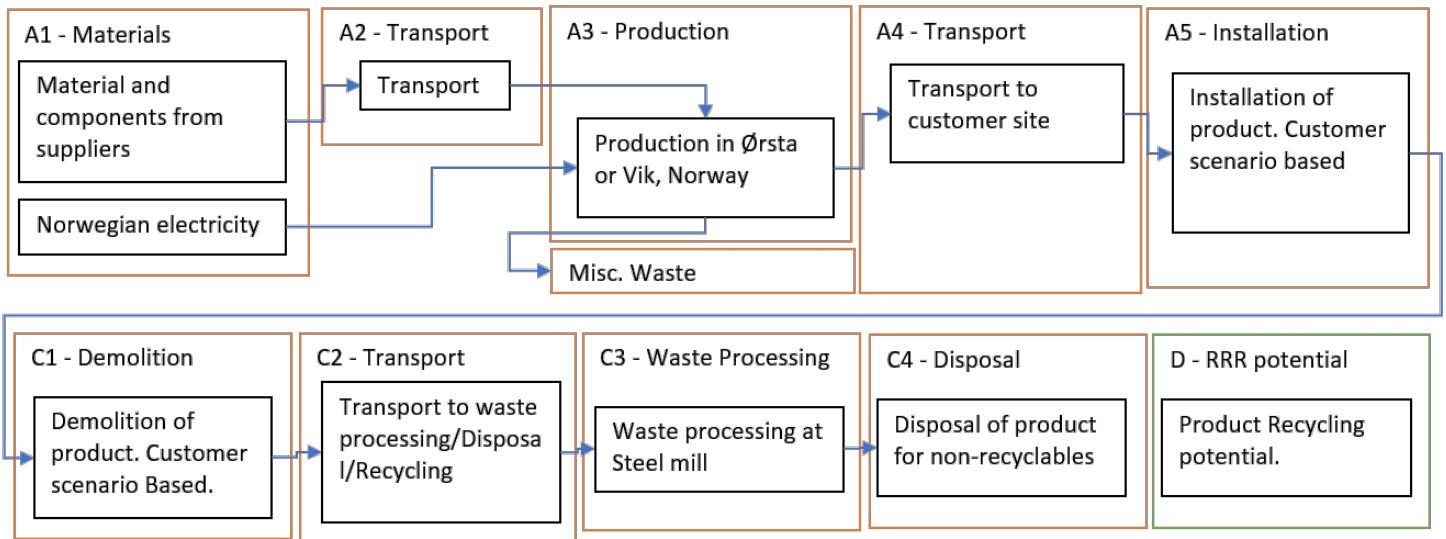 A1 - Materials
Material and
components from
suppliers
Norwegian electricity
A2 - Transport
Transport
A3 - Production
Production in Ørsta
or Vik, Norway
Misc. Waste
A4 - Transport
Transport to
customer site
A5 - Installation
Installation of
product. Customer
scenario based
C1 - Demolition
Demolition of
product. Customer
scenario Based.
C2 - Transport
Transport to waste
processing/Disposa
l/Recycling
C3 - Waste Processing
Waste processing at
Steel mill
C4 - Disposal
Disposal of product
for non-recyclables
D - RRR potential
Product Recycling
potential.